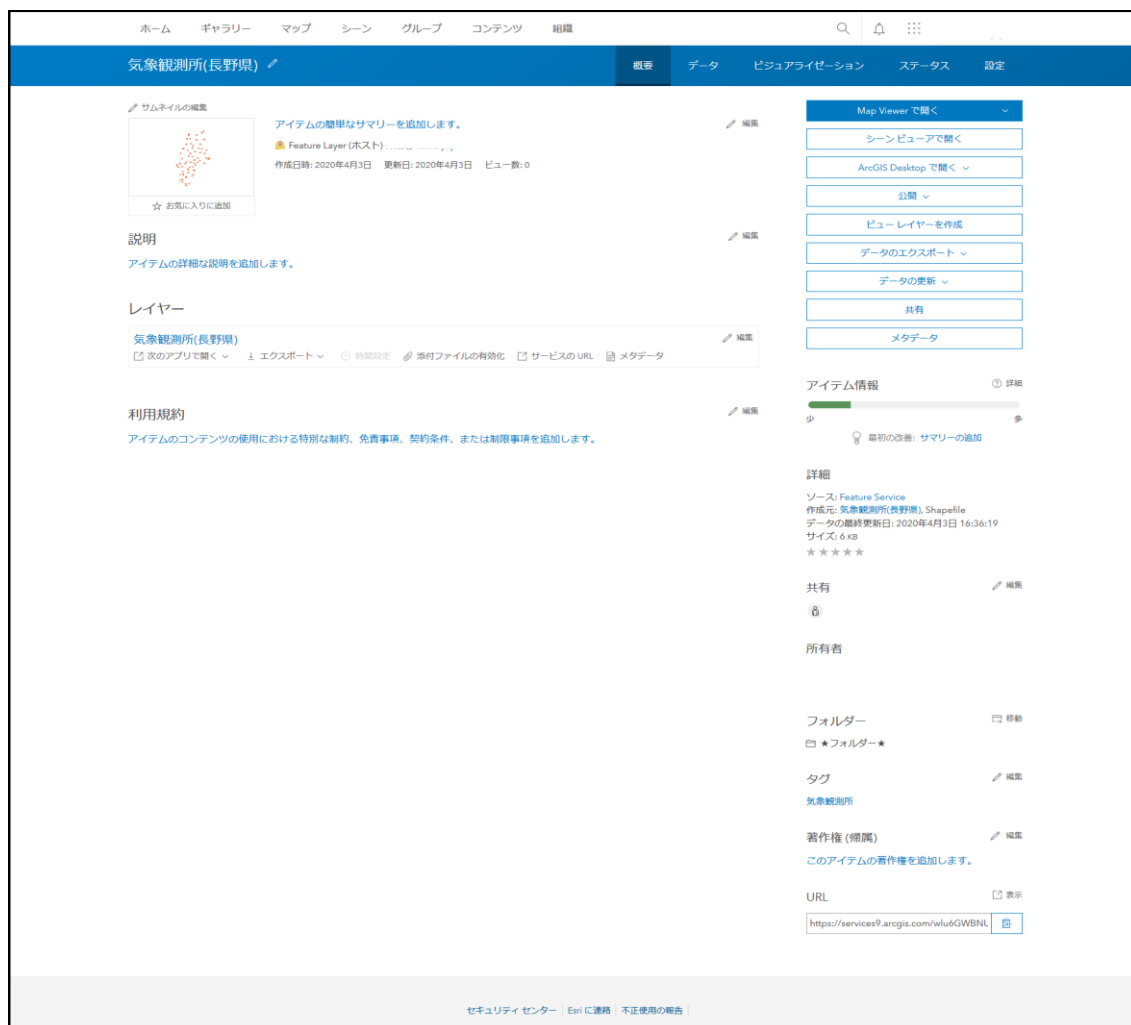 ホーム ギャラリー マップ シーン グループ コンテンツ 組織
気象観測所(長野県) 概要 データ ビジュアライゼーション ステータス 設定
サムネイルの編集
アイテムの簡単なサマリーを追加します。 編集
Feature Layer (ホスト)
作成日時: 2020年4月3日 更新日: 2020年4月3日 ビュー数: 0
☆ お気に入りに追加
説明 編集
アイテムの詳細な説明を追加します。
レイヤー
気象観測所(長野県) 編集
次のアプリで開く エクスポート 時間設定 添付ファイルの有効化 サービスの URL メタデータ
利用規約 編集
アイテムのコンテンツの使用における特別な制約、免責事項、契約条件、または制限事項を追加します。
Map Viewer で開く
シーン ビューアで開く
ArcGIS Desktop で開く
公開
ビュー レイヤーを作成
データのエクスポート
データの更新
共有
メタデータ
アイテム情報 詳細
少 多
最初の改善: サマリーの追加
詳細
ソース: Feature Service
作成元: 気象観測所(長野県), Shapefile
データの最終更新日: 2020年4月3日 16:36:19
サイズ: 6 KB
★★★★★
共有 編集
所有者
フォルダー 移動
★フォルダー★
タグ 編集
気象観測所
著作権 (帰属) 編集
このアイテムの著作権を追加します。
URL 表示
https://services9.arcgis.com/wlu6GWBNL
セキュリティ センター | Esri に連絡 | 不正使用の報告 |